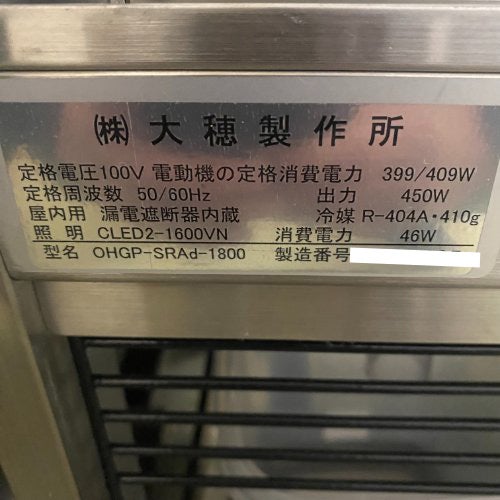 ㈱ 大穂製作所
定格電圧100V 電動機の定格消費電力 399/409W
定格周波数 50/60Hz 出力 450W
屋内用 漏電遮断器内蔵 冷媒 R-404A・410g
照明 CLED2-1600VN 消費電力 46W
型名 OHGP-SRAd-1800 製造番号